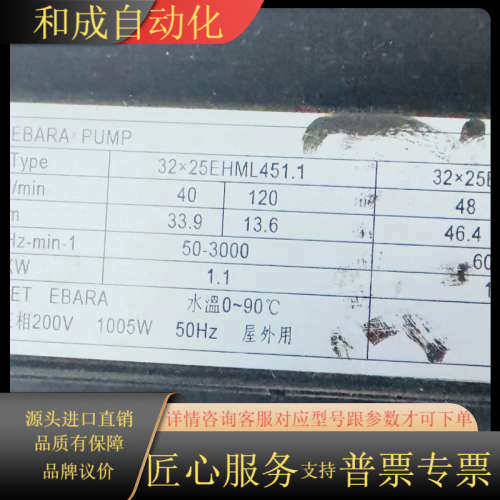 和成自动化
EBARA PUMP
Type 32×25EHML451.1 32×25E
/min 40 120 48
m 33.9 13.6 46.4
Hz-min-1 50-3000 60
KW 1.1 1
ET EBARA 水温0~90℃
相200V 1005W 50Hz 屋外用
源头进口直销
品质有保障
品牌议价
详情咨询客服对应型号跟参数才可下单
匠心服务支持普票专票